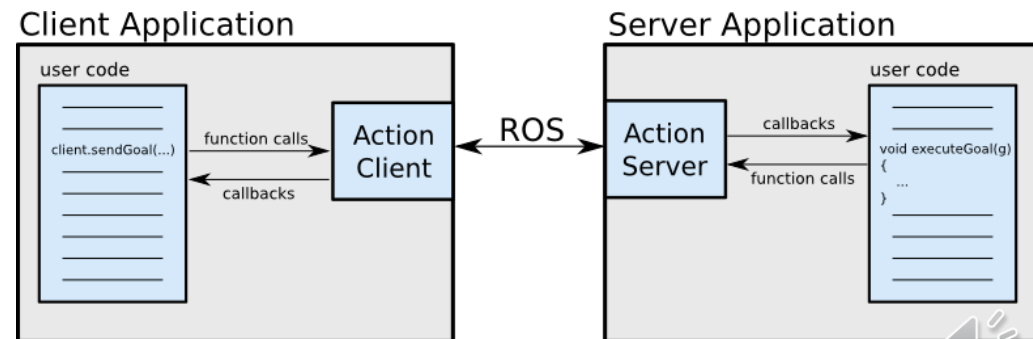 Client Application
user code
client.sendGoal(...)
function calls
callbacks
Action
Client
ROS
Server Application
Action
Server
callbacks
function calls
user code
void executeGoal(g)
{
...
}